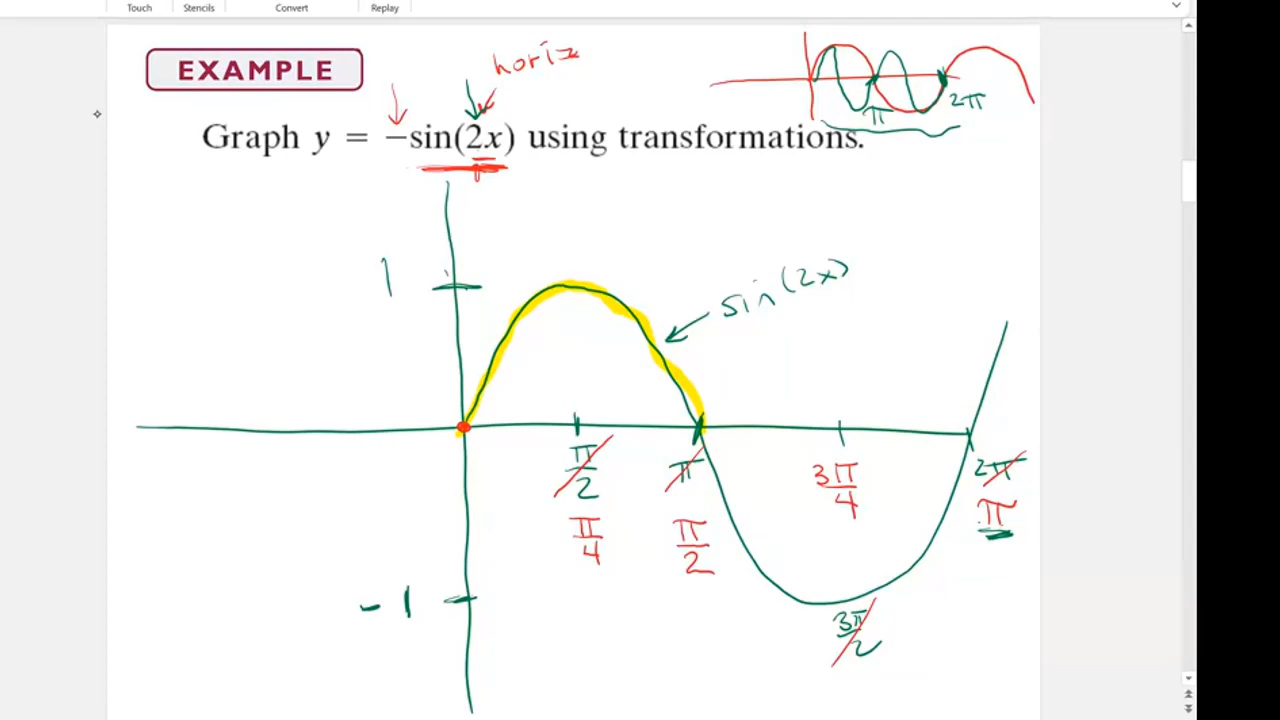 Touch Stencils Convert Replay
EXAMPLE
horiz
π
2π
Graph y = −sin(2x) using transformations.
1
sin(2x)
π/2
π
2π
3π/4
π/4
π/2
π
-1
3π/2